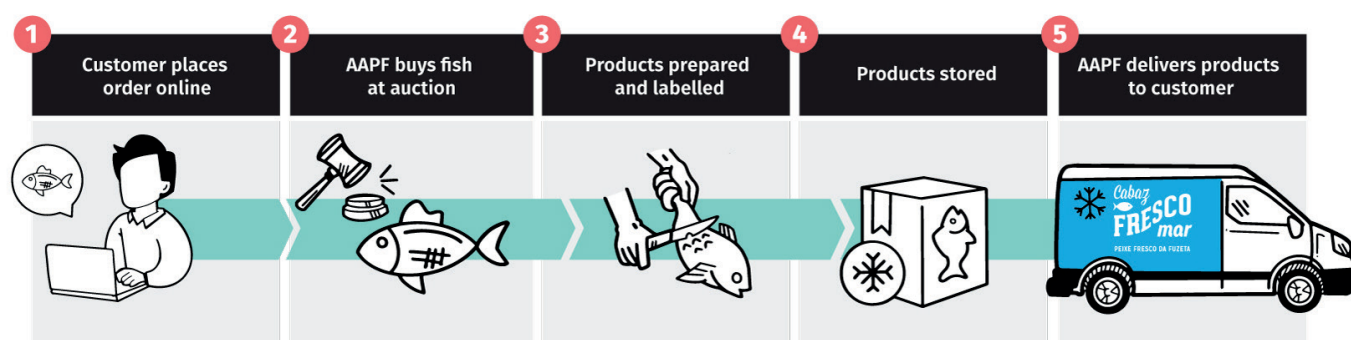 1
Customer places
order online
2
AAPF buys fish
at auction
3
Products prepared
and labelled
4
Products stored
5
AAPF delivers products
to customer
Cabaz
FRESCO
mar
PEIXE FRESCO DA FUZETA